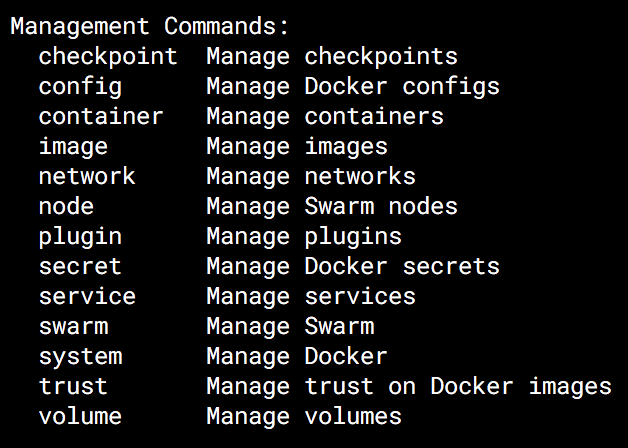 Management Commands:
  checkpoint  Manage checkpoints
  config      Manage Docker configs
  container   Manage containers
  image       Manage images
  network     Manage networks
  node        Manage Swarm nodes
  plugin      Manage plugins
  secret      Manage Docker secrets
  service     Manage services
  swarm       Manage Swarm
  system      Manage Docker
  trust       Manage trust on Docker images
  volume      Manage volumes